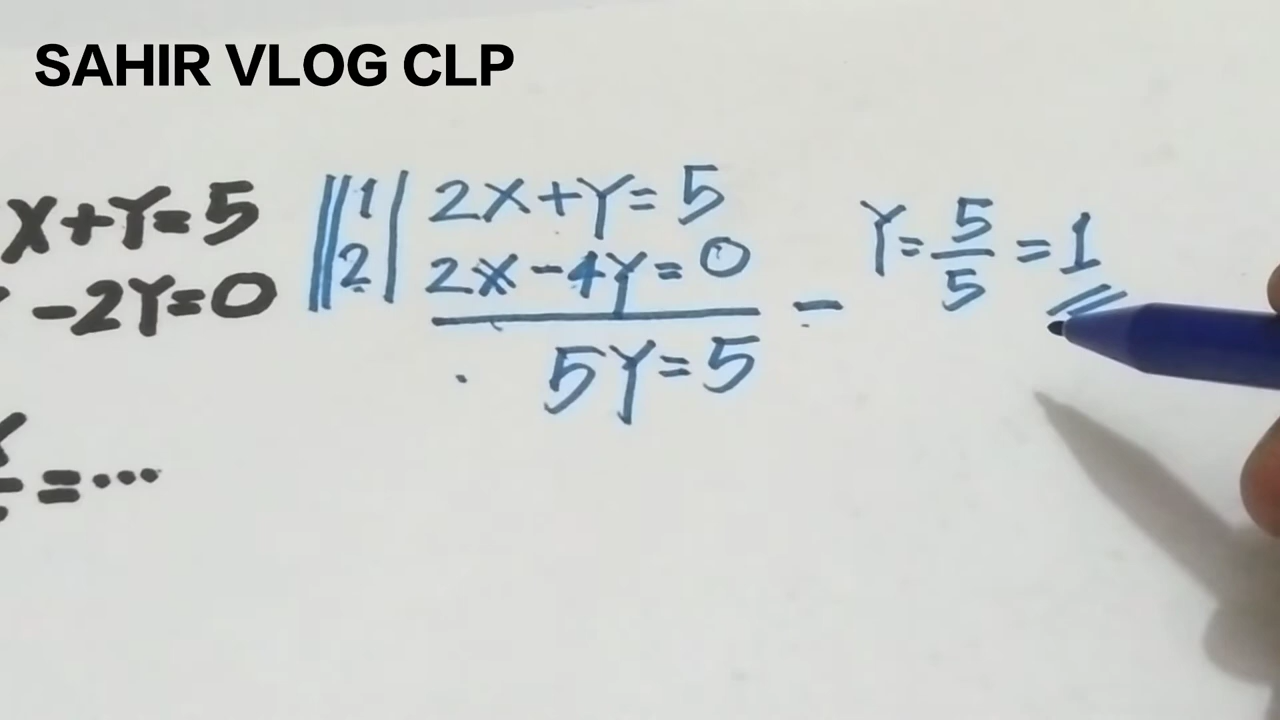 SAHIR VLOG CLP
X+Y=5 || 1 | 2X+Y=5
-2Y=0 || 2 | 2X-4Y=0 -
5Y=5
Y= 5/5 =1
=...